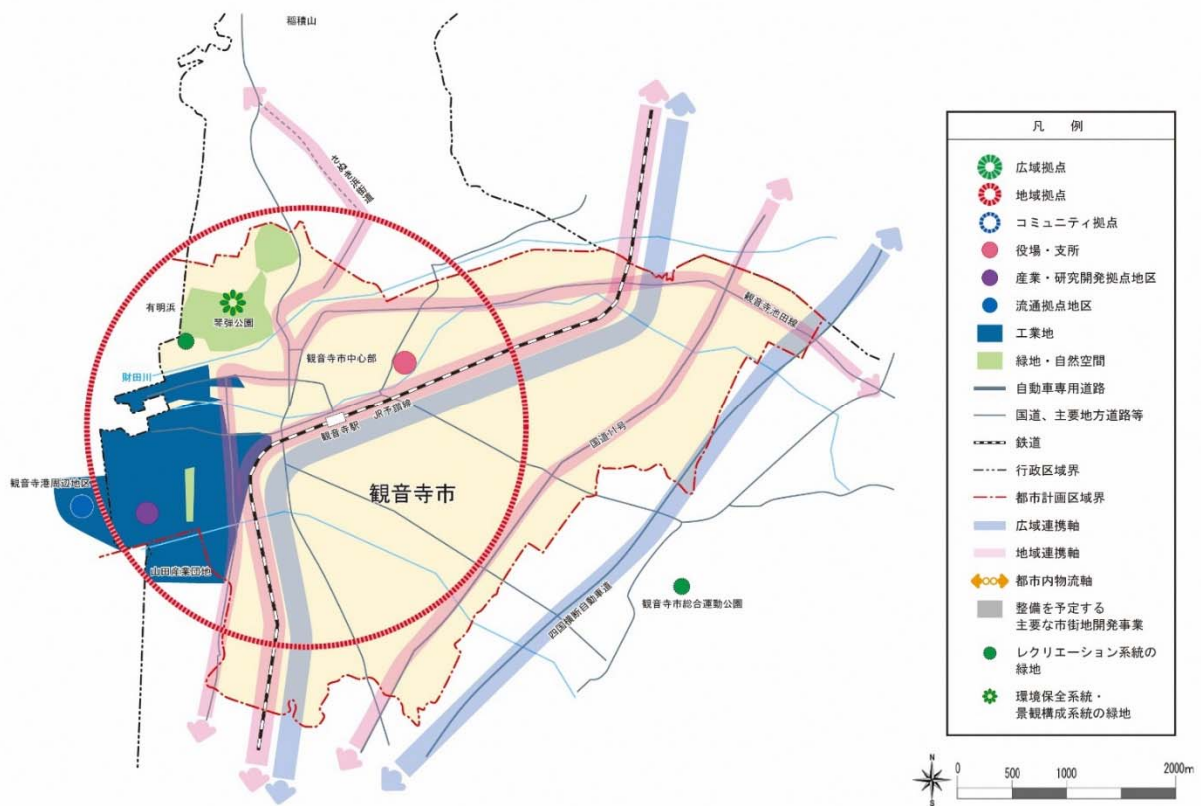 稲積山
さぬき浜街道
有明浜
琴弾公園
財田川
観音寺市中心部
観音寺池田線
JR予讃線
観音寺駅
国道11号
観音寺港周辺地区
観音寺市
山田産業団地
四国横断自動車道
観音寺市総合運動公園
凡 例
広域拠点
地域拠点
コミュニティ拠点
役場・支所
産業・研究開発拠点地区
流通拠点地区
工業地
緑地・自然空間
自動車専用道路
国道、主要地方道路等
鉄道
行政区域界
都市計画区域界
広域連携軸
地域連携軸
都市内物流軸
整備を予定する
主要な市街地開発事業
レクリエーション系統の
緑地
環境保全系統・
景観構成系統の緑地
N
S
0 500 1000 2000m